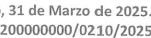 , 31 de Marzo de 2025.
200000000/0210/2025